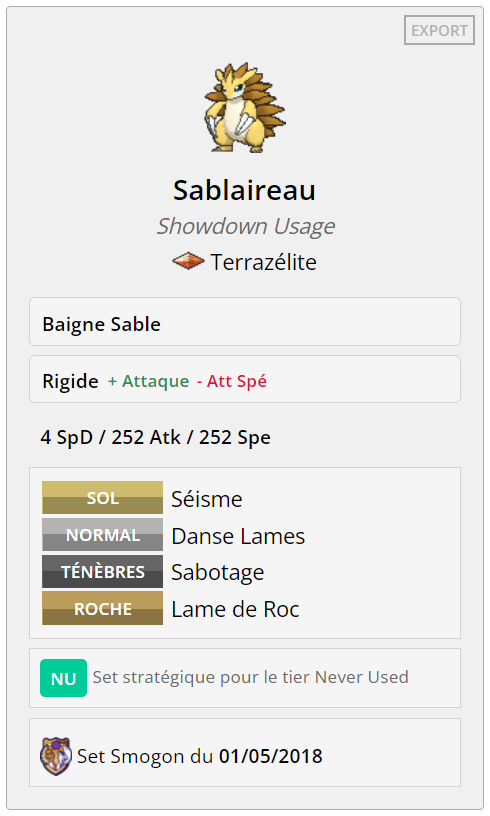 EXPORT
Sablaireau
Showdown Usage
Terrazélite
Baigne Sable
Rigide + Attaque - Att Spé
4 SpD / 252 Atk / 252 Spe
SOL Séisme
NORMAL Danse Lames
TÉNÈBRES Sabotage
ROCHE Lame de Roc
NU Set stratégique pour le tier Never Used
Set Smogon du 01/05/2018